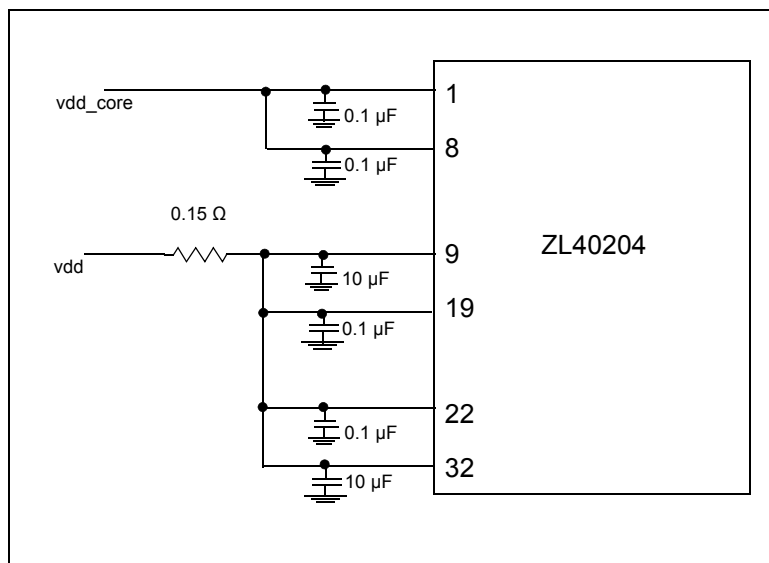 vdd_core
1
0.1 µF
8
0.1 µF
0.15 Ω
vdd
9
ZL40204
10 µF
19
0.1 µF
22
0.1 µF
32
10 µF